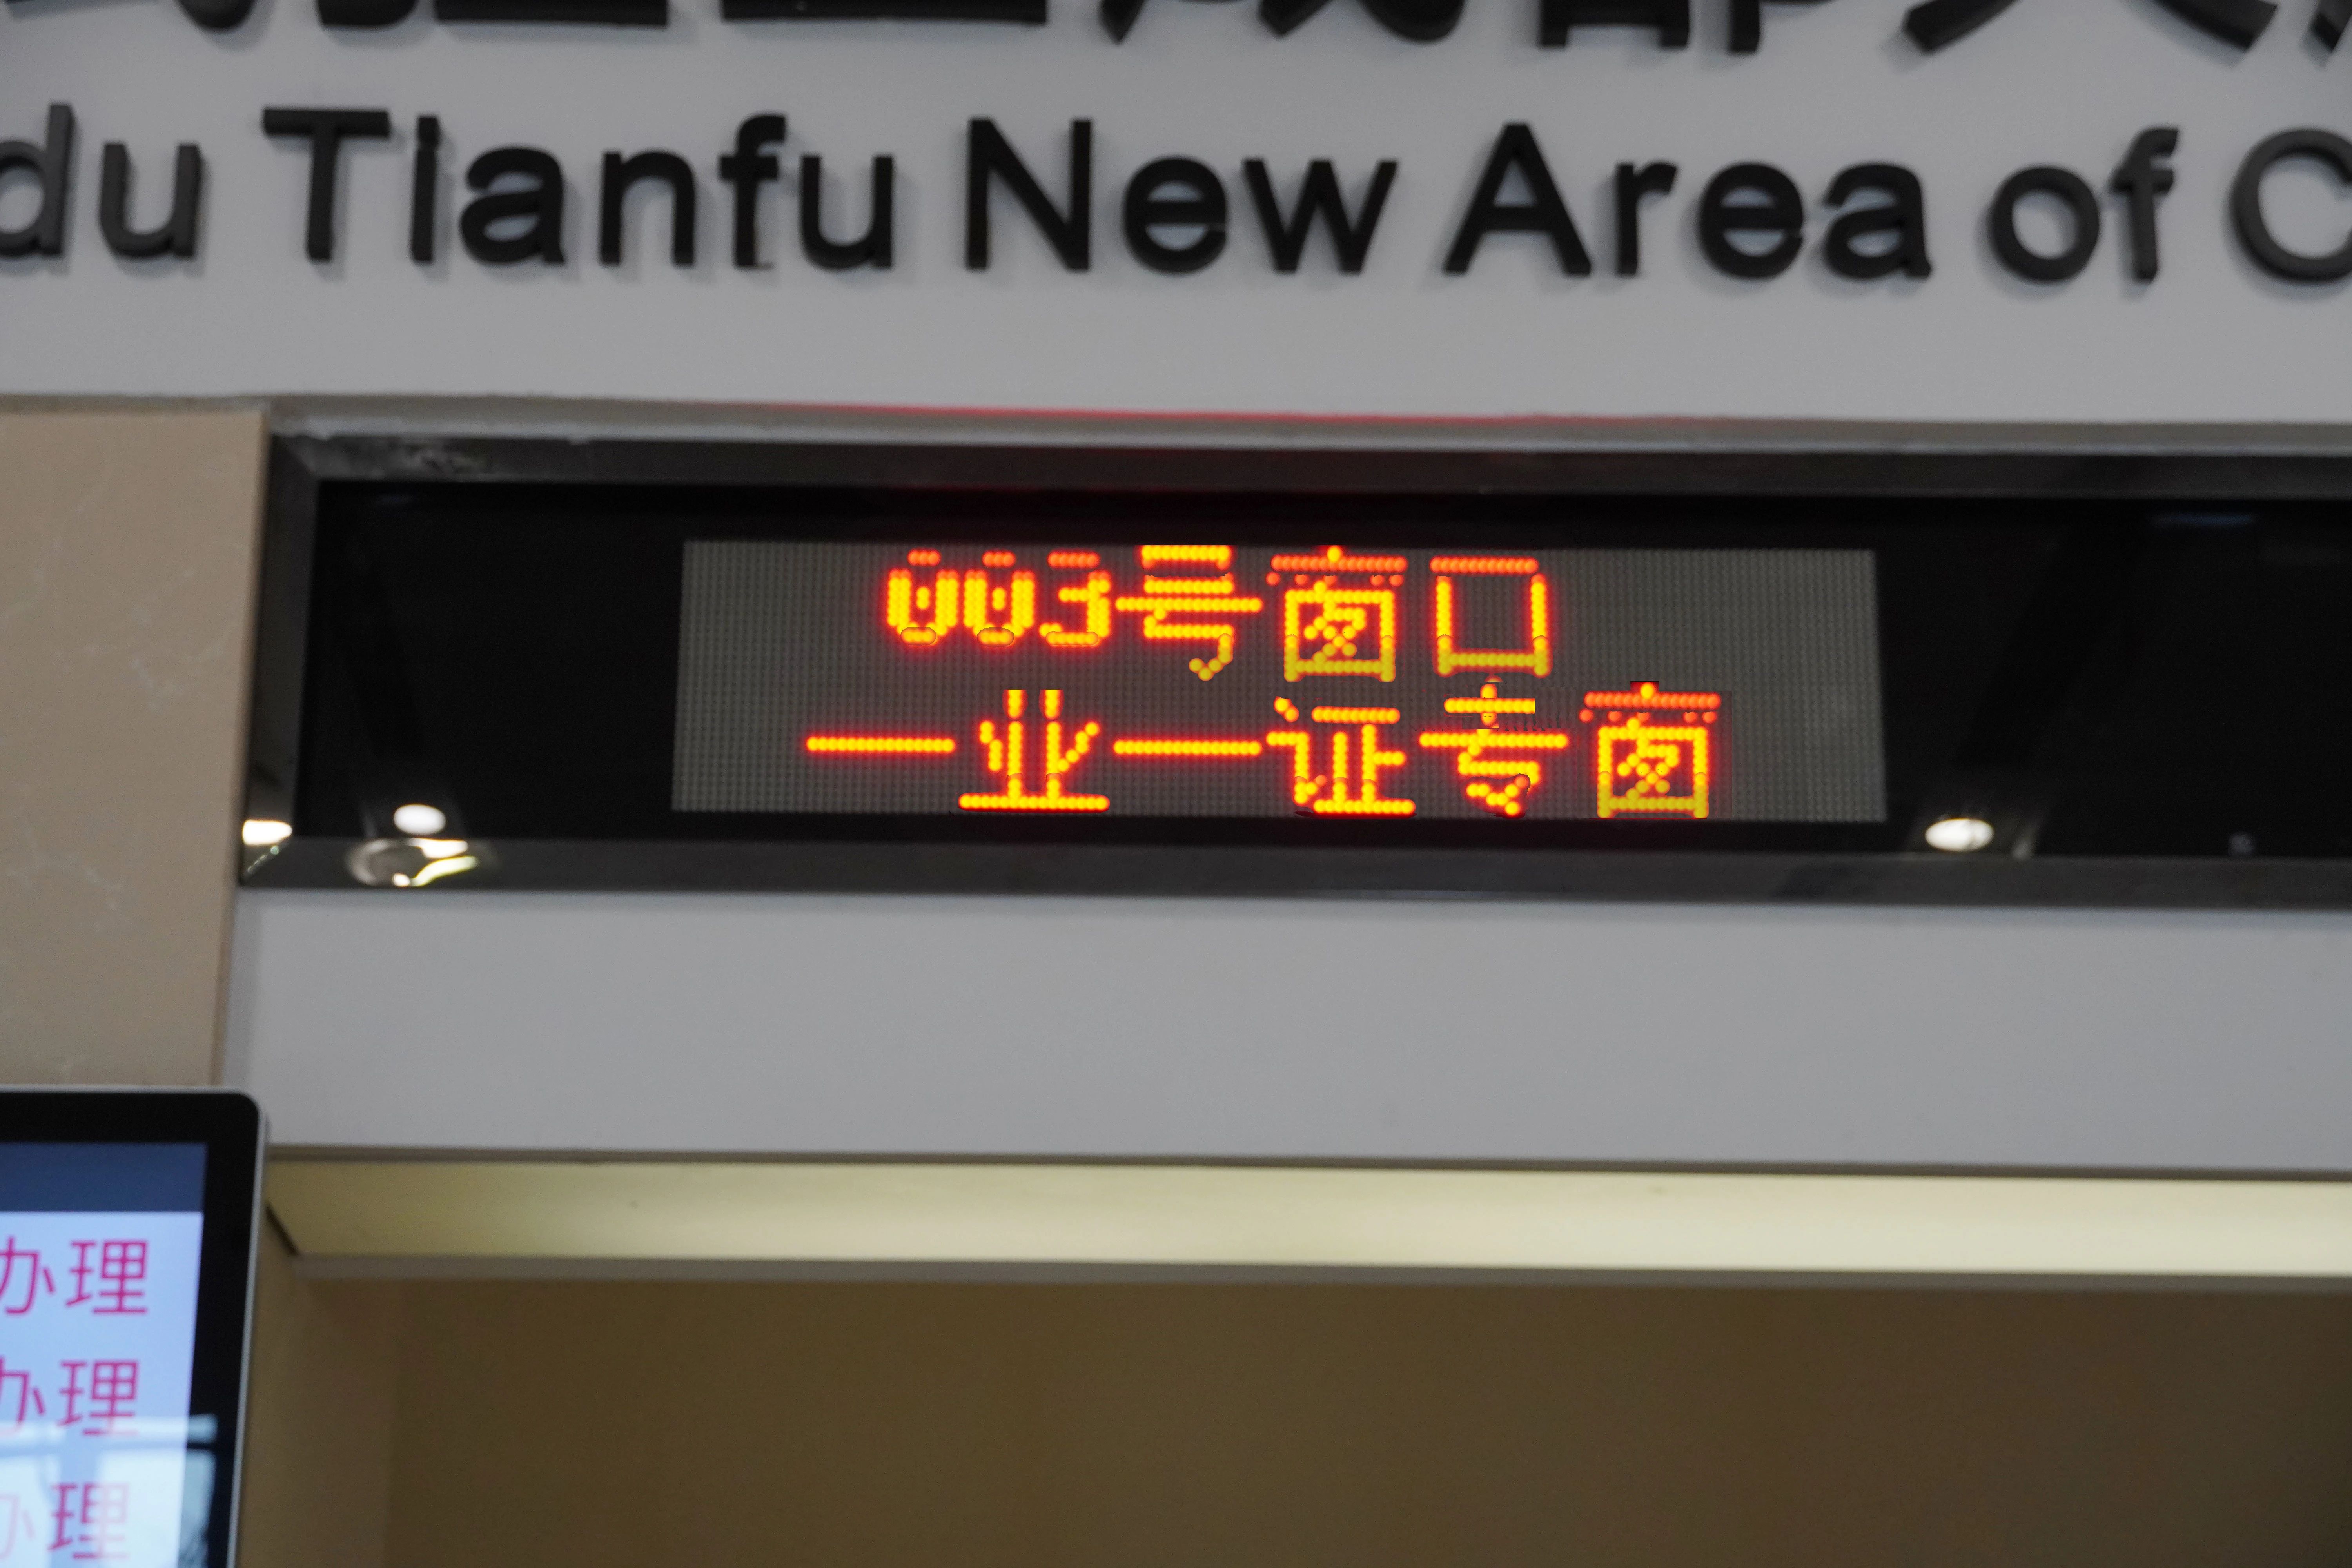 du Tianfu New Area of C
003号窗口
一业一证专窗
办理
办理
办理